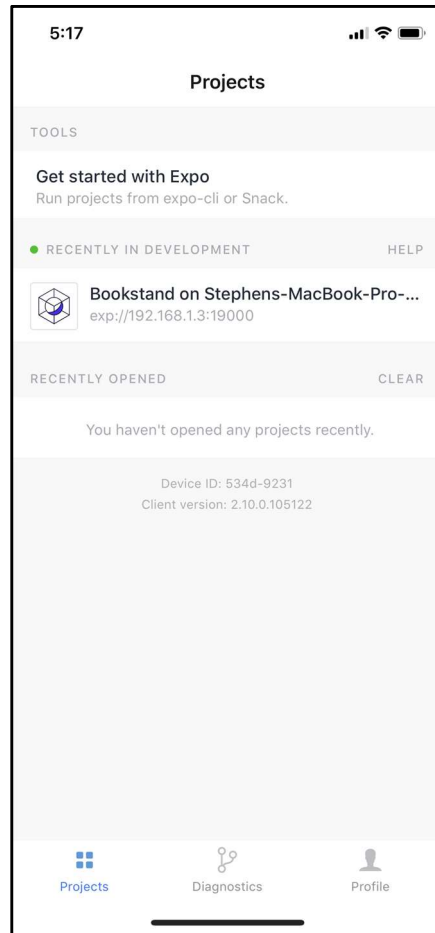 5:17
Projects
TOOLS
Get started with Expo
Run projects from expo-cli or Snack.
RECENTLY IN DEVELOPMENT HELP
Bookstand on Stephens-MacBook-Pro-...
exp://192.168.1.3:19000
RECENTLY OPENED CLEAR
You haven't opened any projects recently.
Device ID: 534d-9231
Client version: 2.10.0.105122
Projects Diagnostics Profile